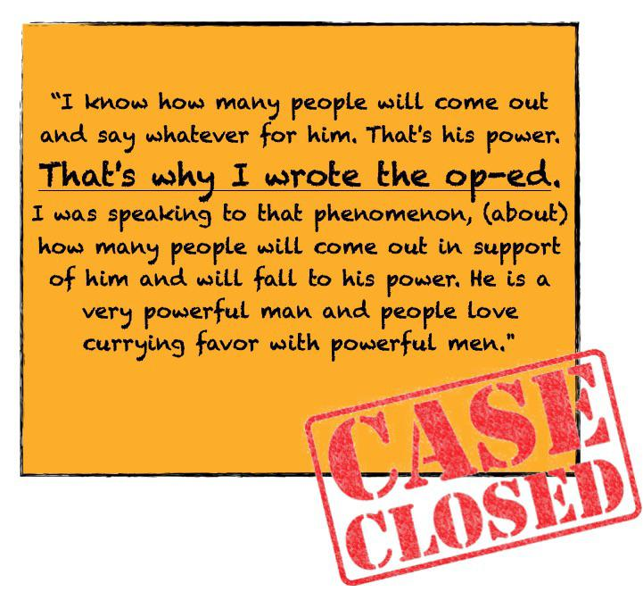 “I know how many people will come out
and say whatever for him. That's his power.
That's why I wrote the op-ed.
I was speaking to that phenomenon, (about)
how many people will come out in support
of him and will fall to his power. He is a
very powerful man and people love
currying favor with powerful men."
CASE
CLOSED